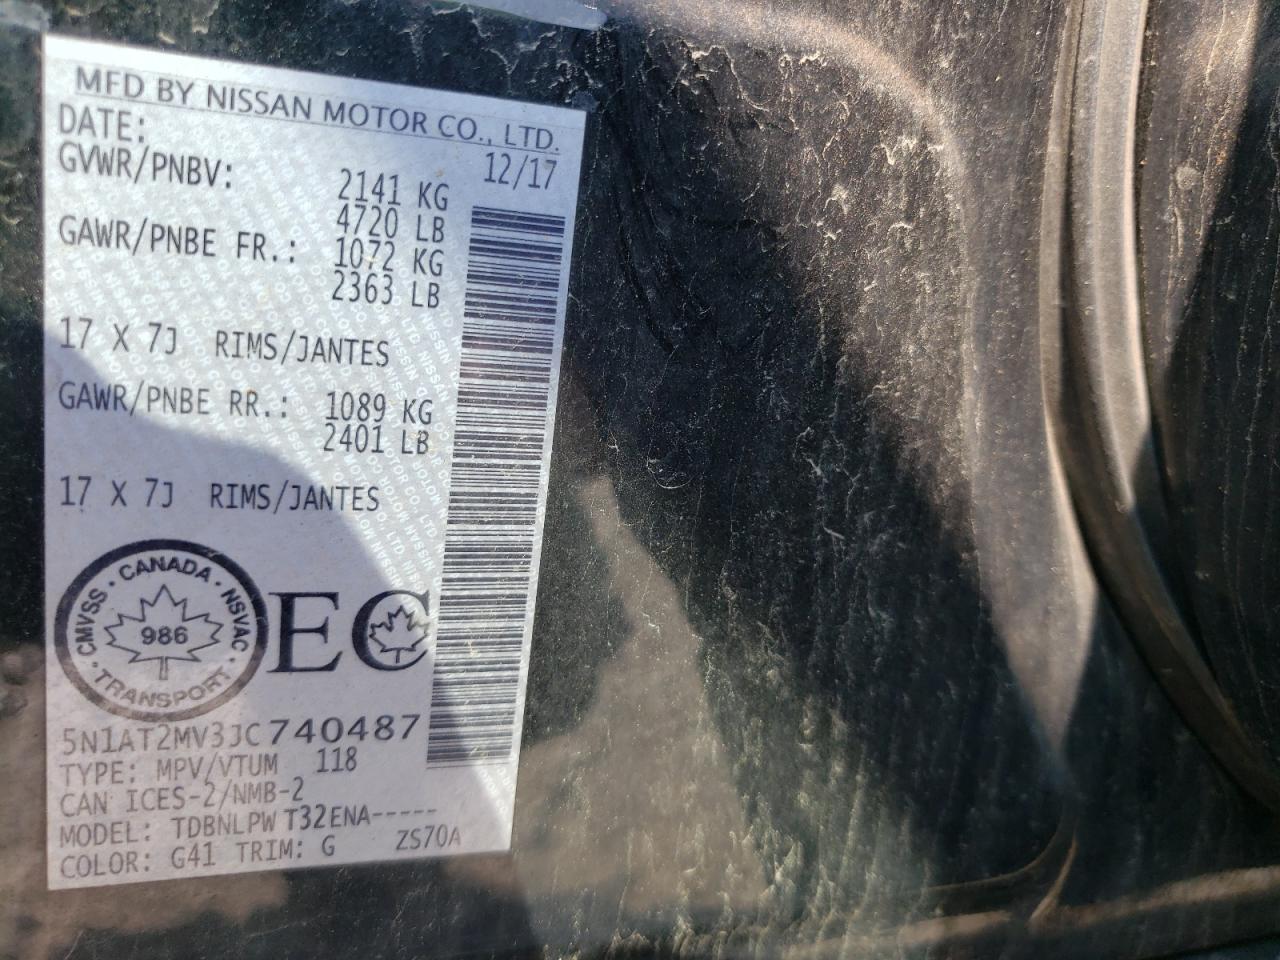 MFD BY NISSAN MOTOR CO., LTD.
DATE: 12/17
GVWR/PNBV: 2141 KG
4720 LB
GAWR/PNBE FR.: 1072 KG
2363 LB
17 X 7J RIMS/JANTES
GAWR/PNBE RR.: 1089 KG
2401 LB
17 X 7J RIMS/JANTES
CANADA
CMVSS · NSVAC
986
TRANSPORT
EC
5N1AT2MV3JC740487
TYPE: MPV/VTUM 118
CAN ICES-2/NMB-2
MODEL: TDBNLPW T32ENA-----
COLOR: G41 TRIM: G ZS70A